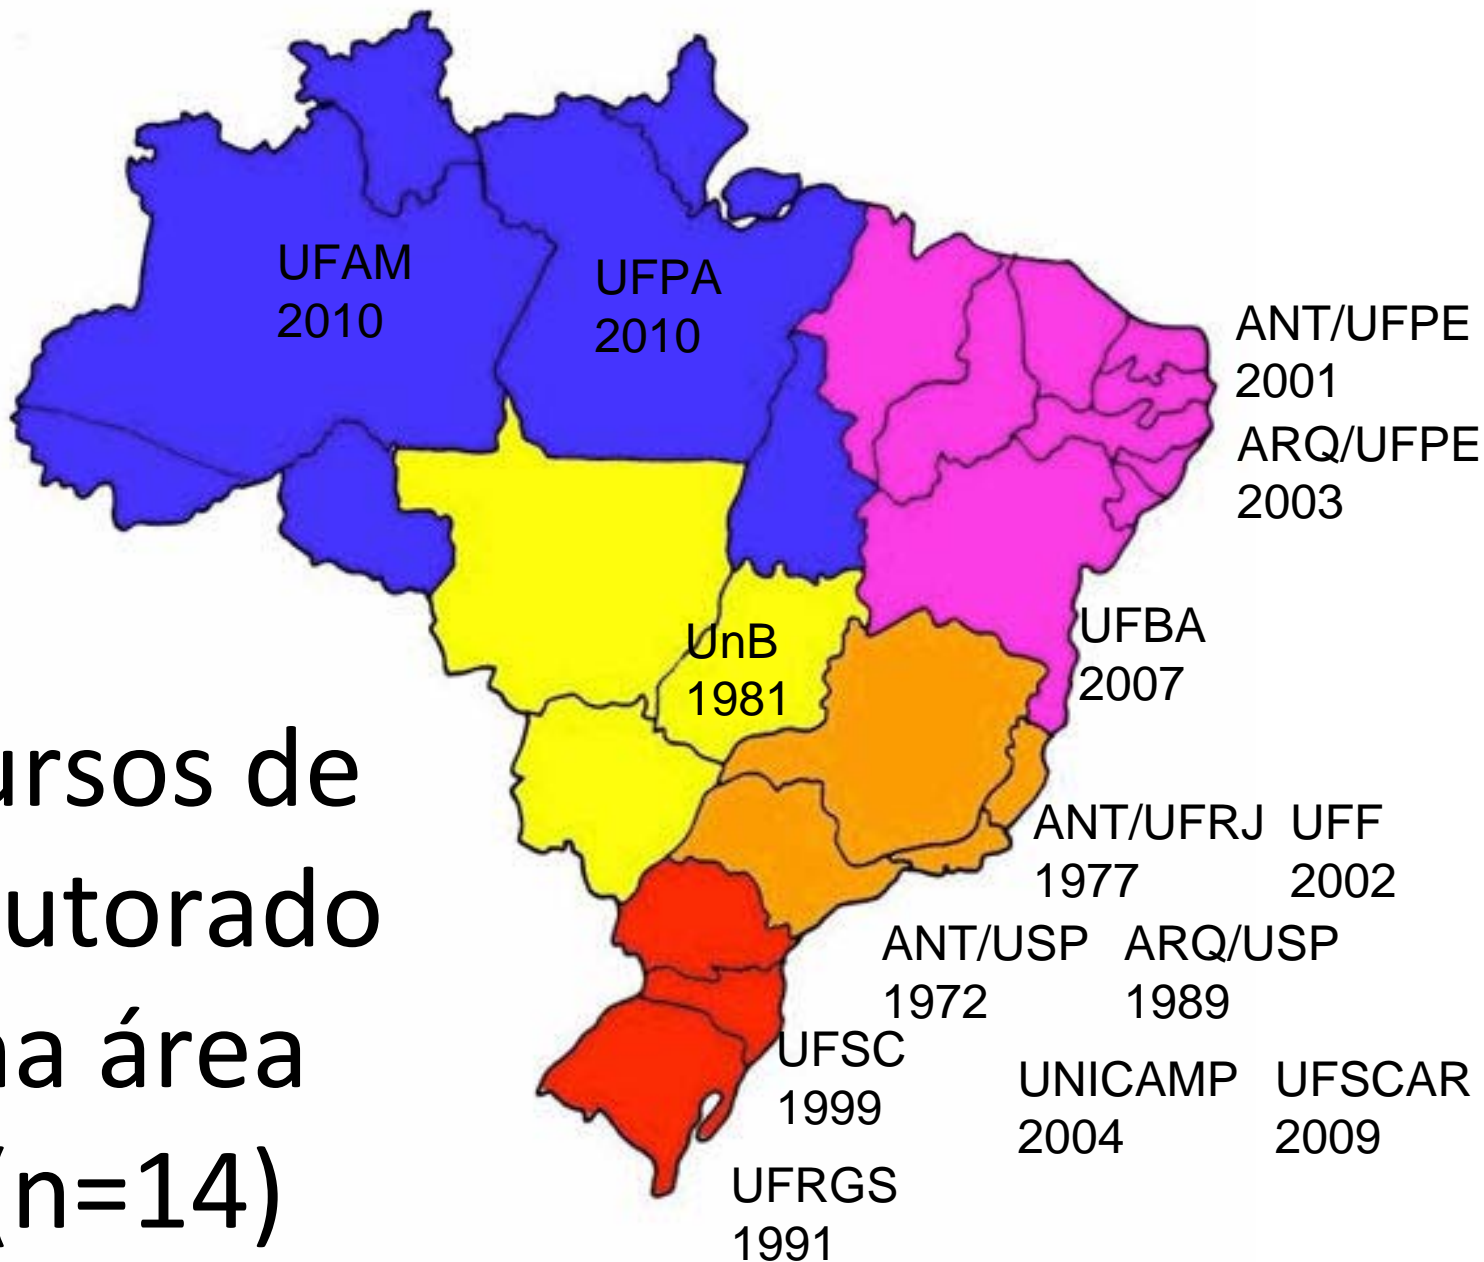 UFAM
2010
UFPA
2010
ANT/UFPE
2001
ARQ/UFPE
2003
UnB
1981
UFBA
2007
ursos de
utorado
na área
(n=14)
ANT/UFRJ UFF
1977 2002
ANT/USP ARQ/USP
1972 1989
UFSC
1999
UNICAMP UFSCAR
2004 2009
UFRGS
1991